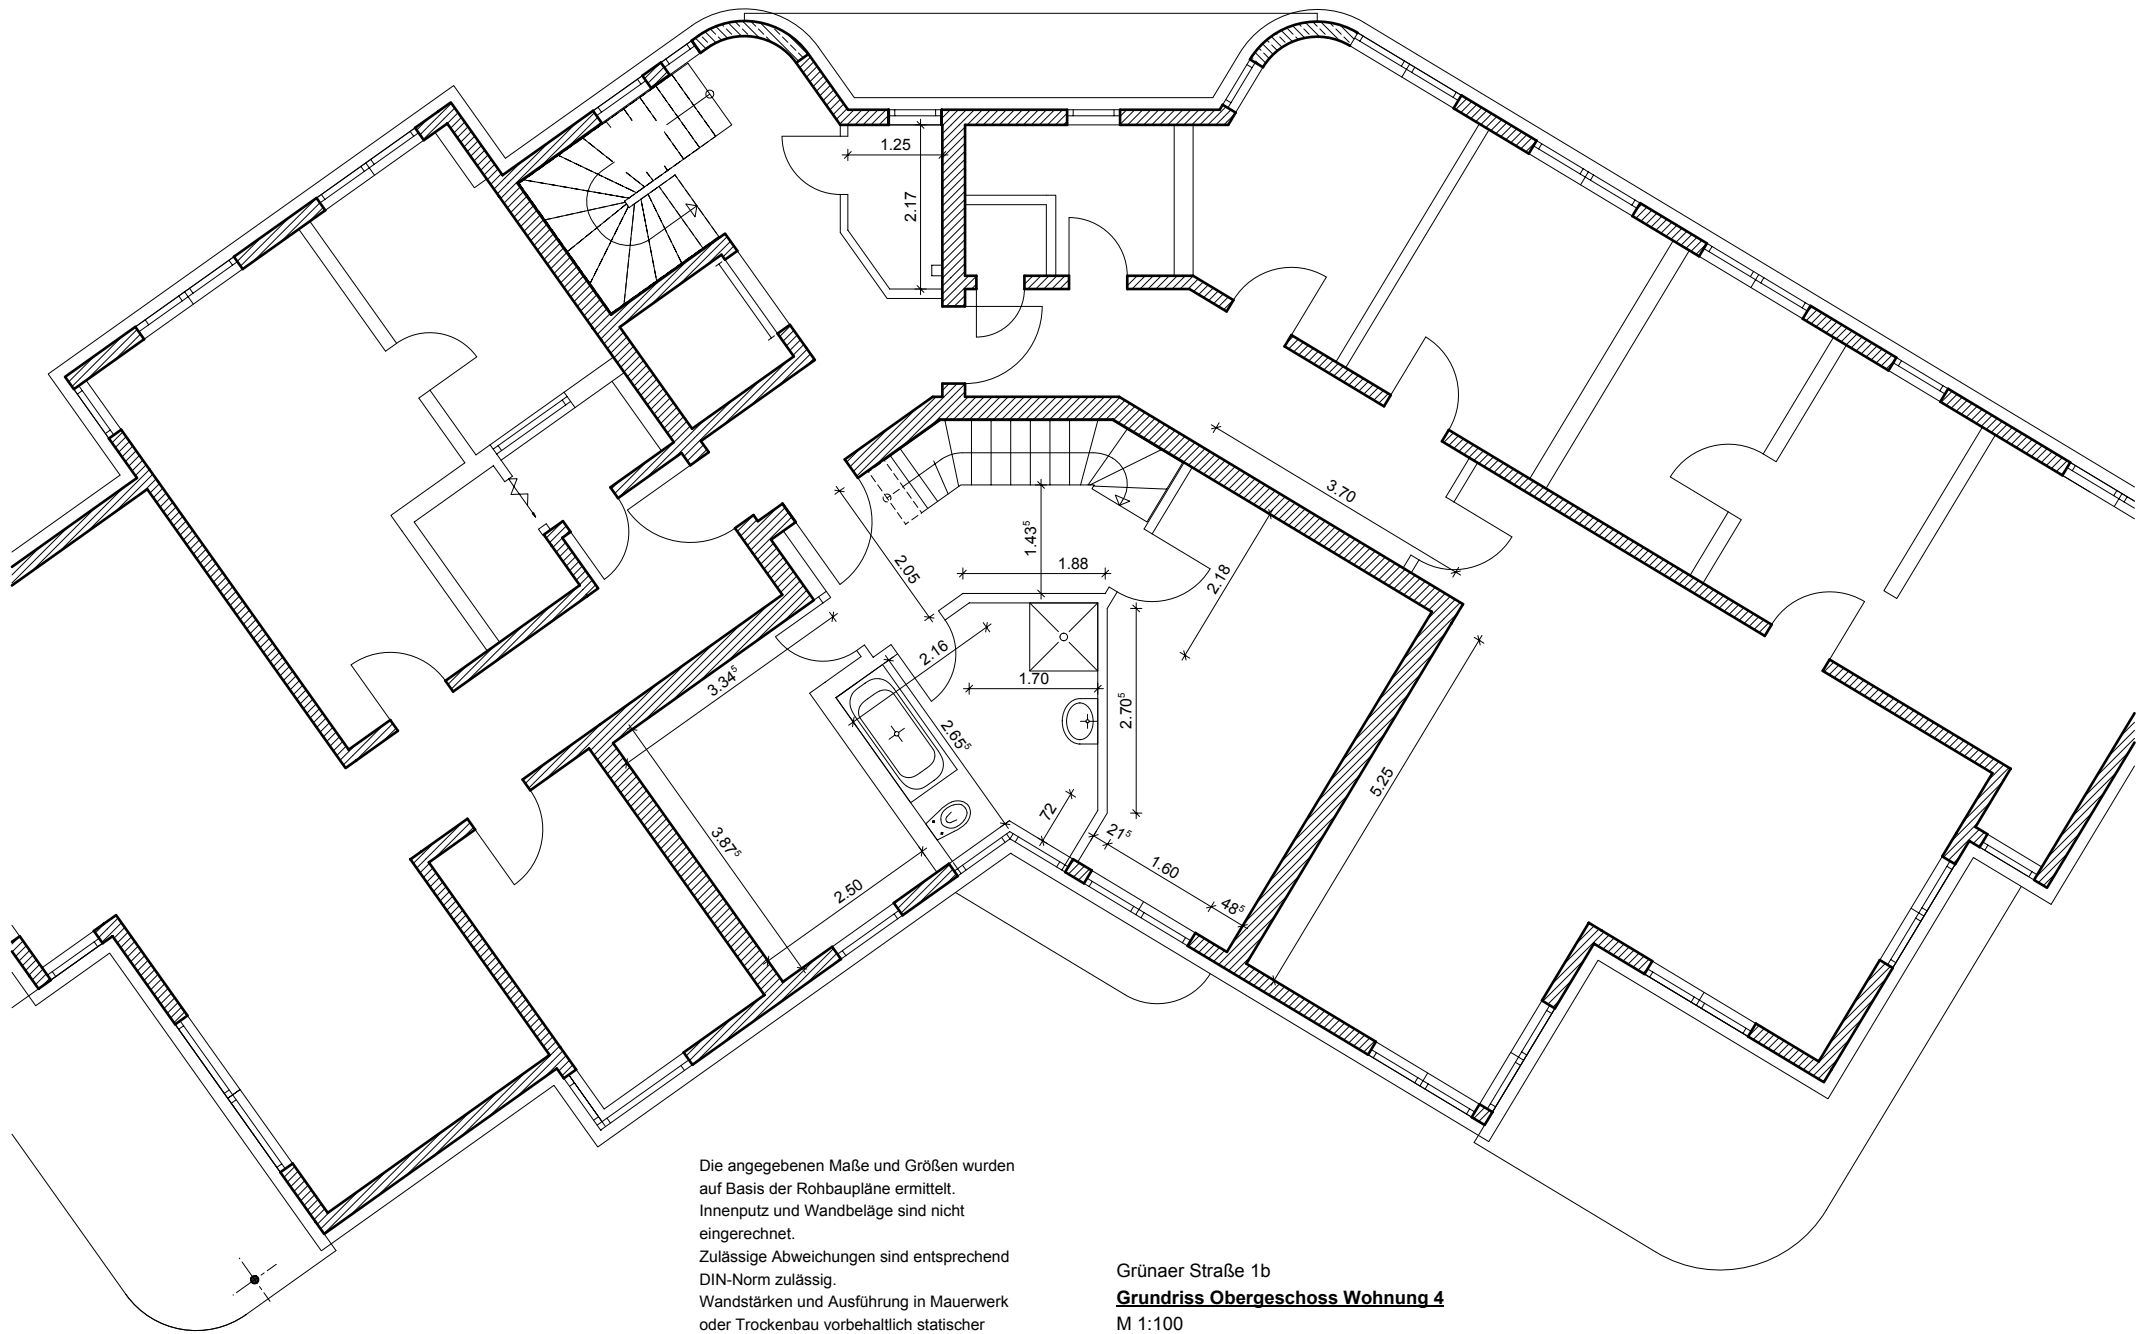 1.25
2.17
3.70
1.43⁵
1.88
2.05
2.18
2.16
3.34⁵
1.70
2.70⁵
2.65⁵
5.25
72
21⁵
3.87⁵
1.60
2.50
48⁵
Die angegebenen Maße und Größen wurden
auf Basis der Rohbaupläne ermittelt.
Innenputz und Wandbeläge sind nicht
eingerechnet.
Zulässige Abweichungen sind entsprechend
DIN-Norm zulässig.
Wandstärken und Ausführung in Mauerwerk
oder Trockenbau vorbehaltlich statischer
Grünaer Straße 1b
Grundriss Obergeschoss Wohnung 4
M 1:100